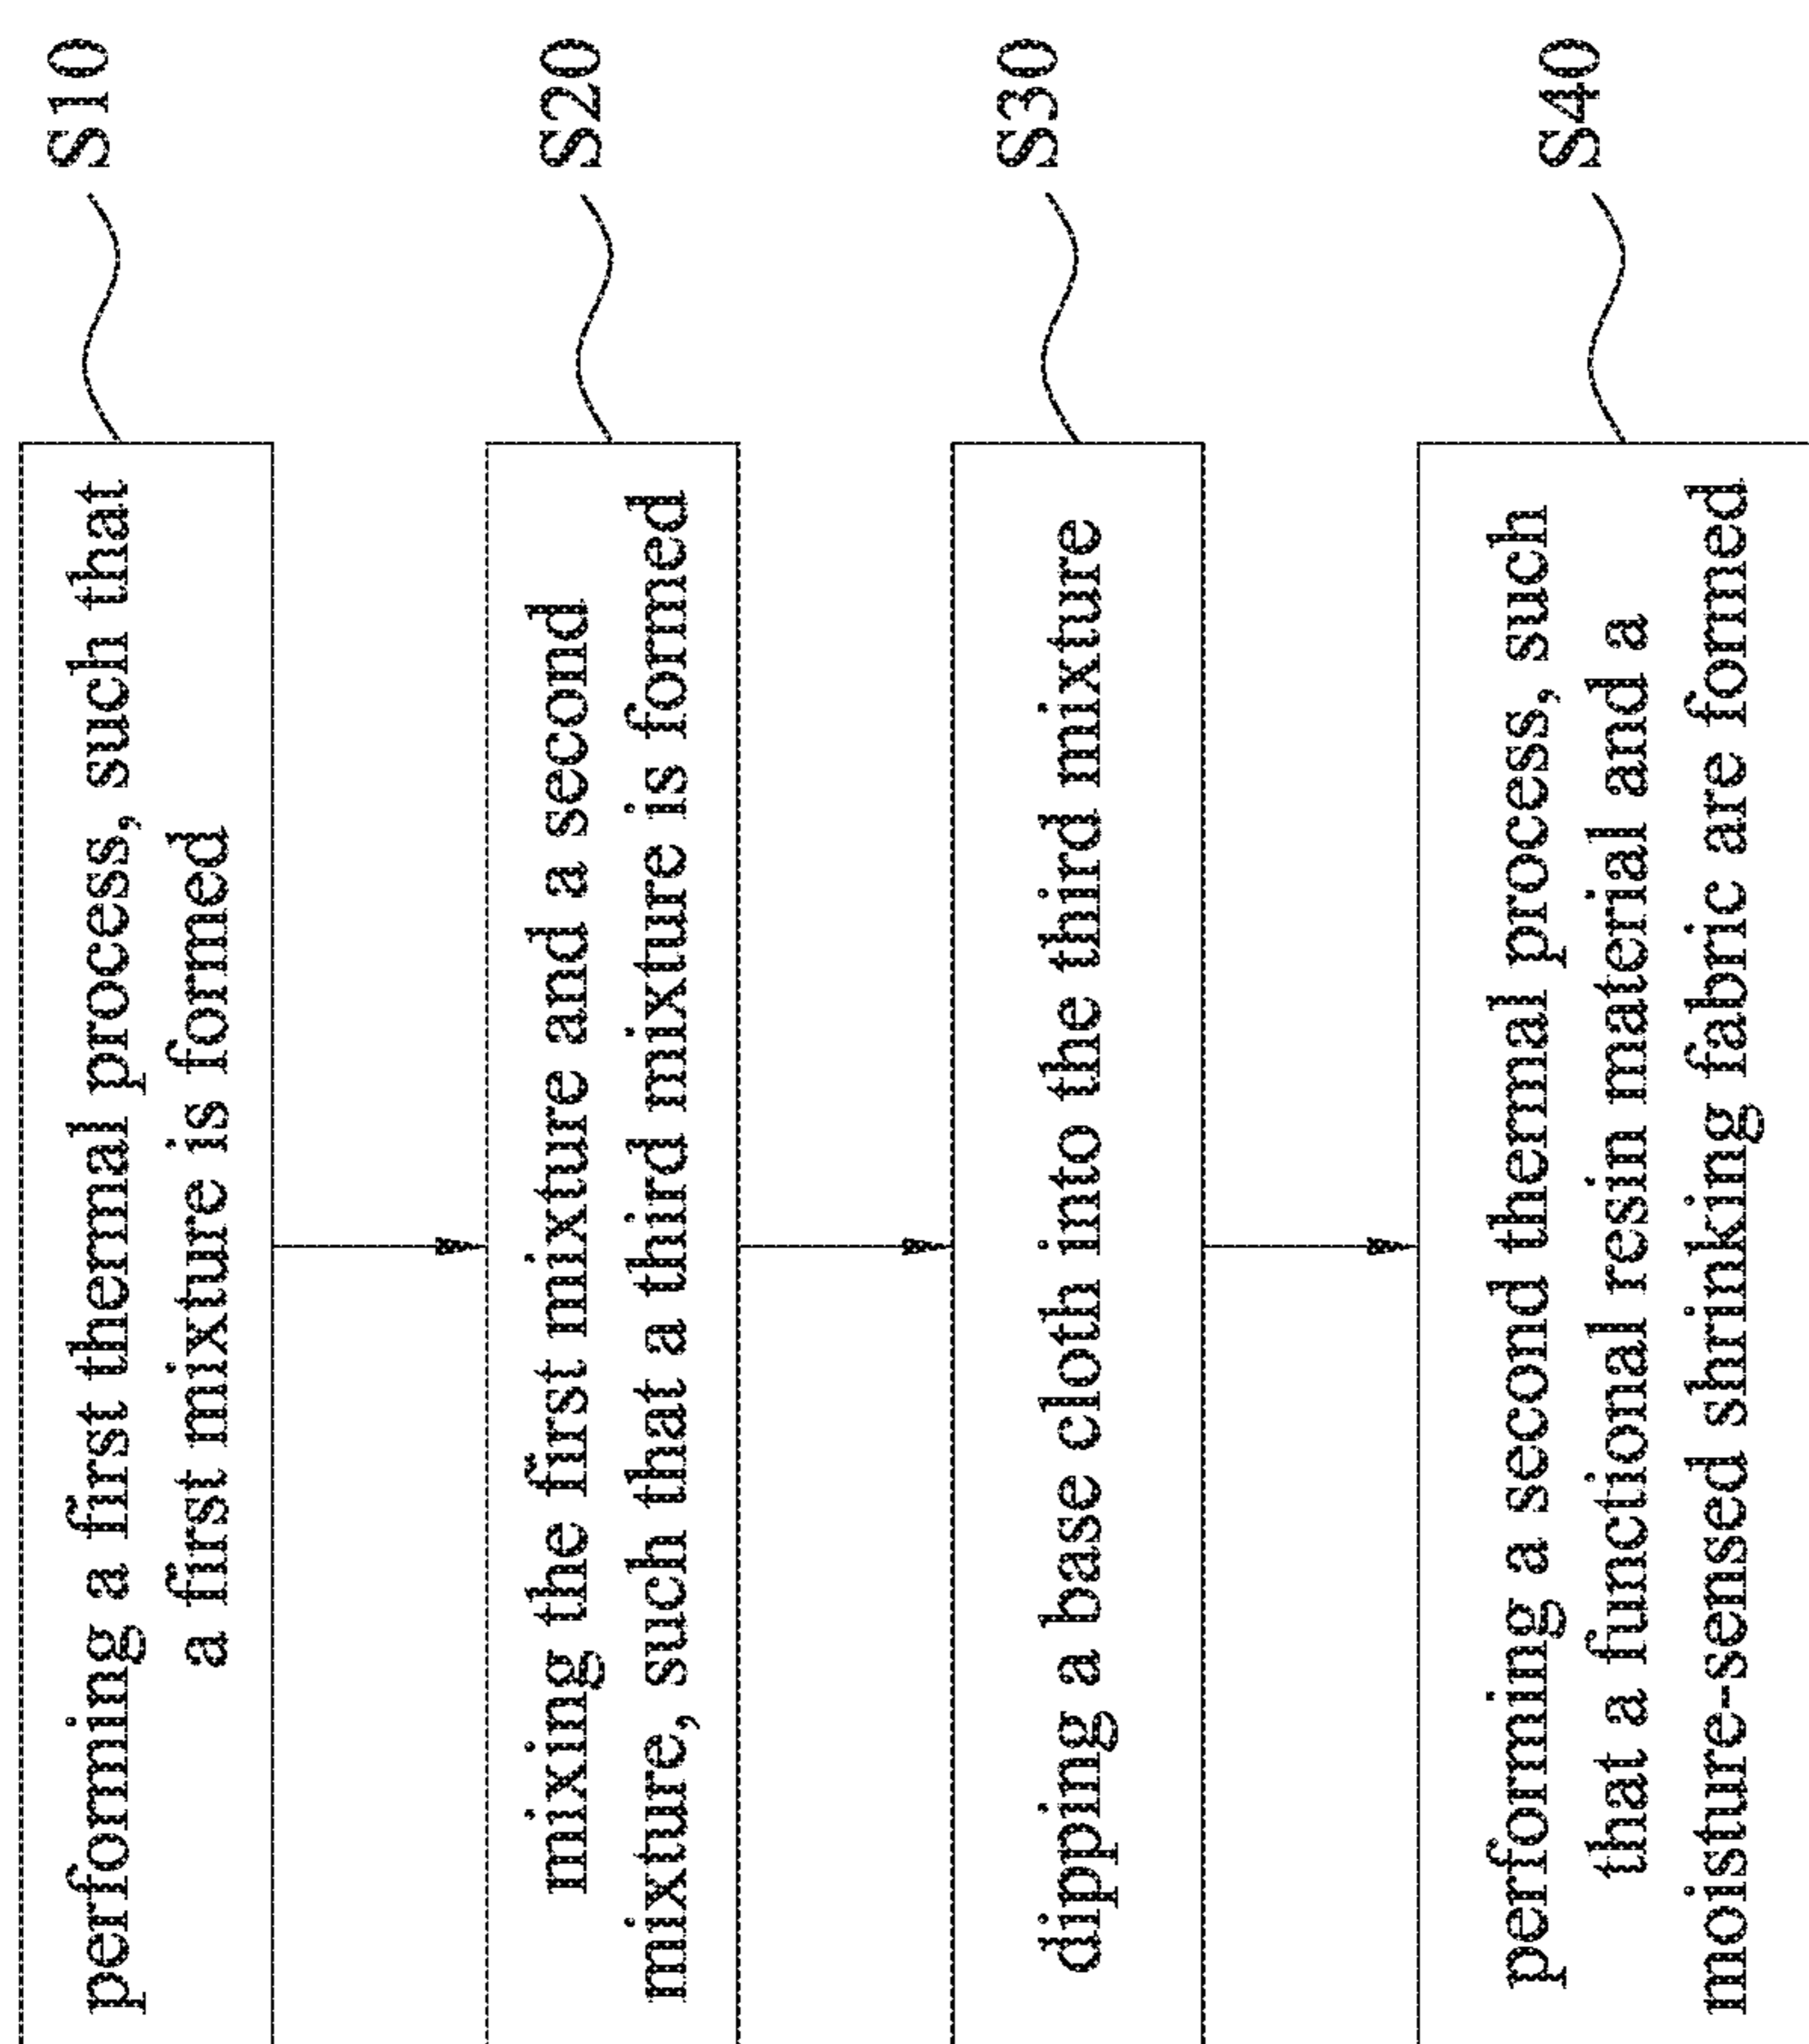 performing a first thermal process, such that
a first mixture is formed
S10
mixing the first mixture and a second
mixture, such that a third mixture is formed
S20
dipping a base cloth into the third mixture
S30
performing a second thermal process, such
that a functional resin material and a
moisture-sensed shrinking fabric are formed
S40